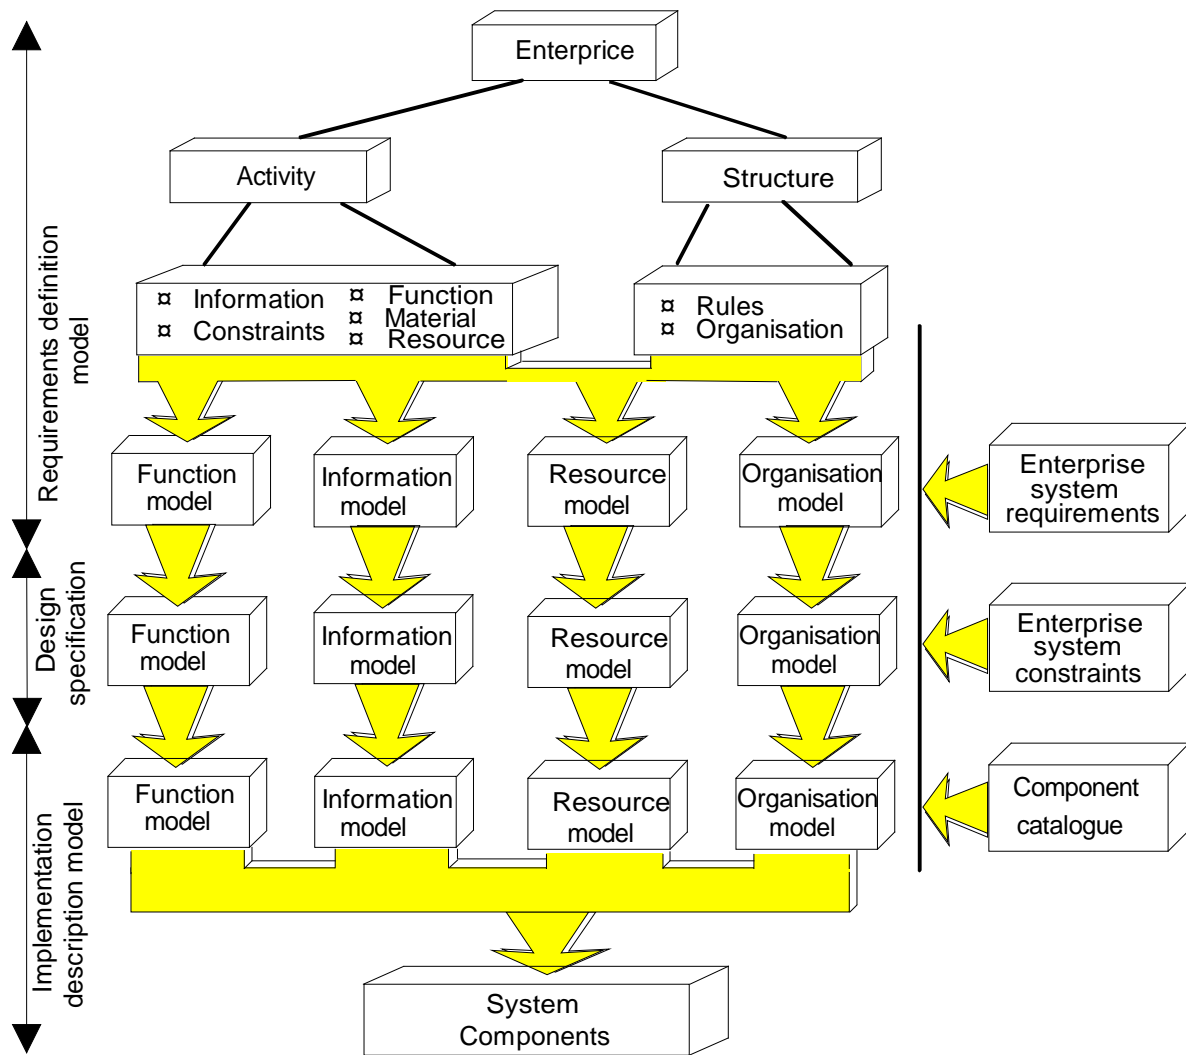 Enterprice
Activity
Structure
¤ Information
¤ Constraints
¤ Function
¤ Material
¤ Resource
¤ Rules
¤ Organisation
Requirements definition
model
Function
model
Information
model
Resource
model
Organisation
model
Enterprise
system
requirements
Design
specification
Function
model
Information
model
Resource
model
Organisation
model
Enterprise
system
constraints
Implementation
description model
Function
model
Information
model
Resource
model
Organisation
model
Component
catalogue
System
Components